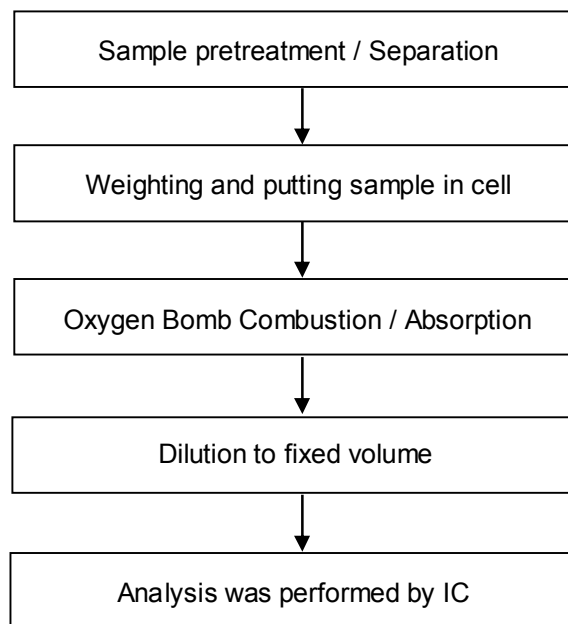 Sample pretreatment / Separation
Weighting and putting sample in cell
Oxygen Bomb Combustion / Absorption
Dilution to fixed volume
Analysis was performed by IC